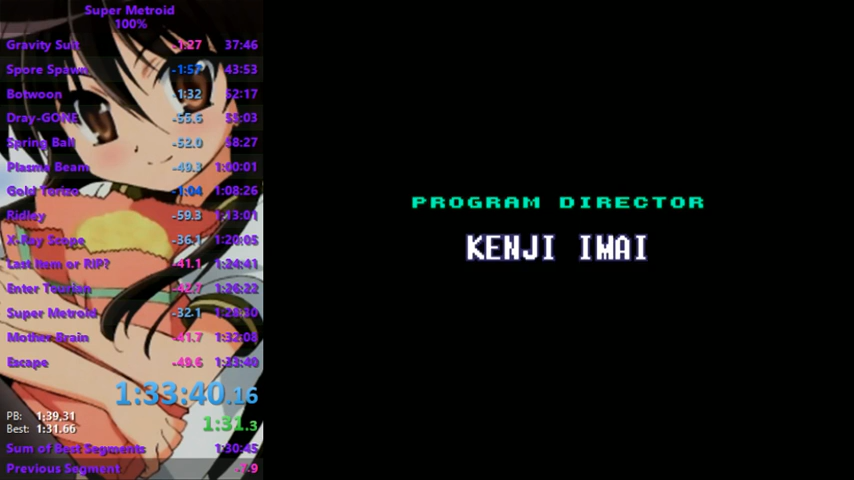 Super Metroid
100%
Gravity Suit -1:27 37:46
Spore Spawn -1:57 43:53
Botwoon -1:32 52:17
Dray-GONE -55.6 55:03
Spring Ball -52.0 58:27
Plasma Beam -49.3 1:00:01
Gold Torizo -1:04 1:08:26
Ridley -59.3 1:13:01
X-Ray Scope -36.1 1:20:05
Last Item or RIP? -41.1 1:24:41
Enter Tourian -42.7 1:26:22
Super Metroid -32.1 1:28:30
Mother Brain -41.7 1:32:08
Escape -49.6 1:33:40
1:33:40.16
PB: 1:39,31
Best: 1:31.66
1:31.3
Sum of Best Segments 1:30:45
Previous Segment -7.9
PROGRAM DIRECTOR
KENJI IMAI